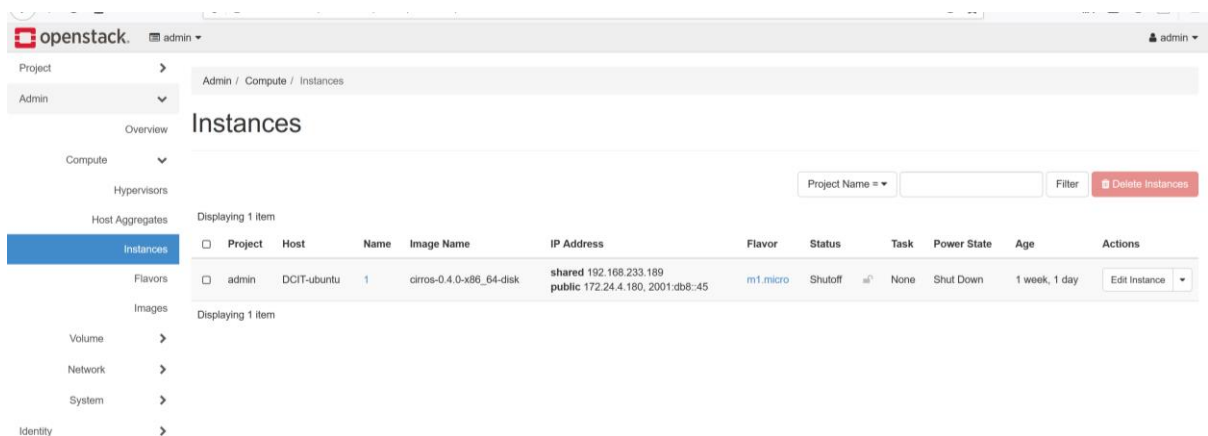 openstack. admin admin
Project
Admin / Compute / Instances
Admin
Overview
Instances
Compute
Hypervisors
Project Name = Filter Delete Instances
Host Aggregates
Displaying 1 item
Instances
Project Host Name Image Name IP Address Flavor Status Task Power State Age Actions
Flavors
admin DCIT-ubuntu 1 cirros-0.4.0-x86_64-disk shared 192.168.233.189 m1.micro Shutoff None Shut Down 1 week, 1 day Edit Instance
public 172.24.4.180, 2001:db8::45
Images
Displaying 1 item
Volume
Network
System
Identity